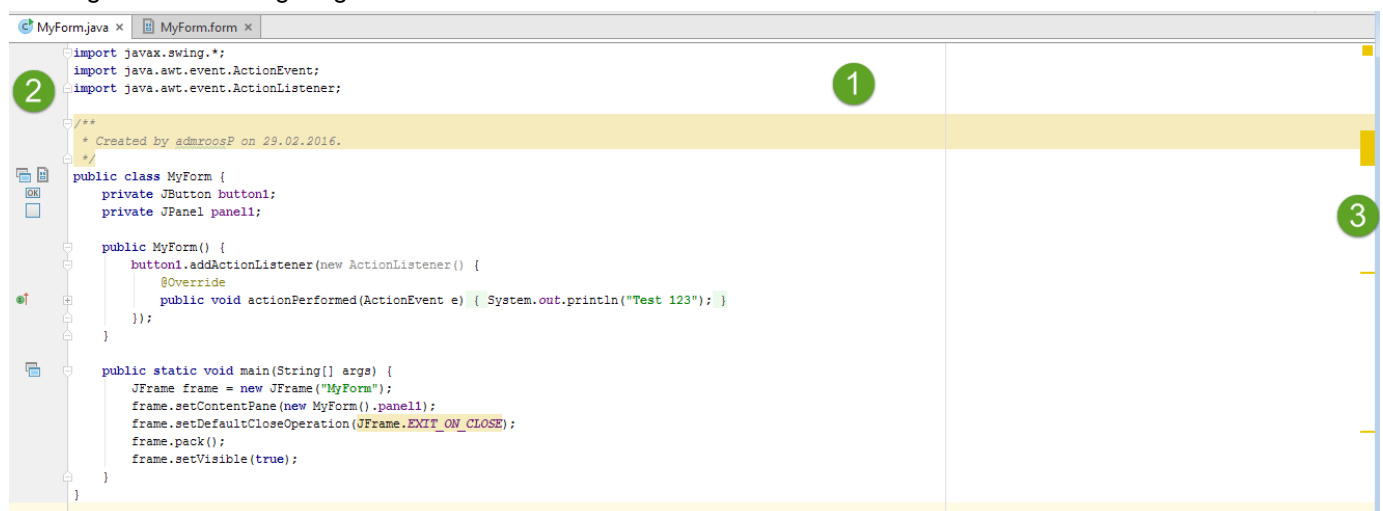 MyForm.java × MyForm.form ×
import javax.swing.*;
import java.awt.event.ActionEvent;
import java.awt.event.ActionListener;
1
2
/**
* Created by admroosP on 29.02.2016.
*/
public class MyForm {
OK
private JButton button1;
private JPanel panel1;
3
public MyForm() {
button1.addActionListener(new ActionListener() {
@Override
public void actionPerformed(ActionEvent e) { System.out.println("Test 123"); }
});
}
public static void main(String[] args) {
JFrame frame = new JFrame("MyForm");
frame.setContentPane(new MyForm().panel1);
frame.setDefaultCloseOperation(JFrame.EXIT_ON_CLOSE);
frame.pack();
frame.setVisible(true);
}
}